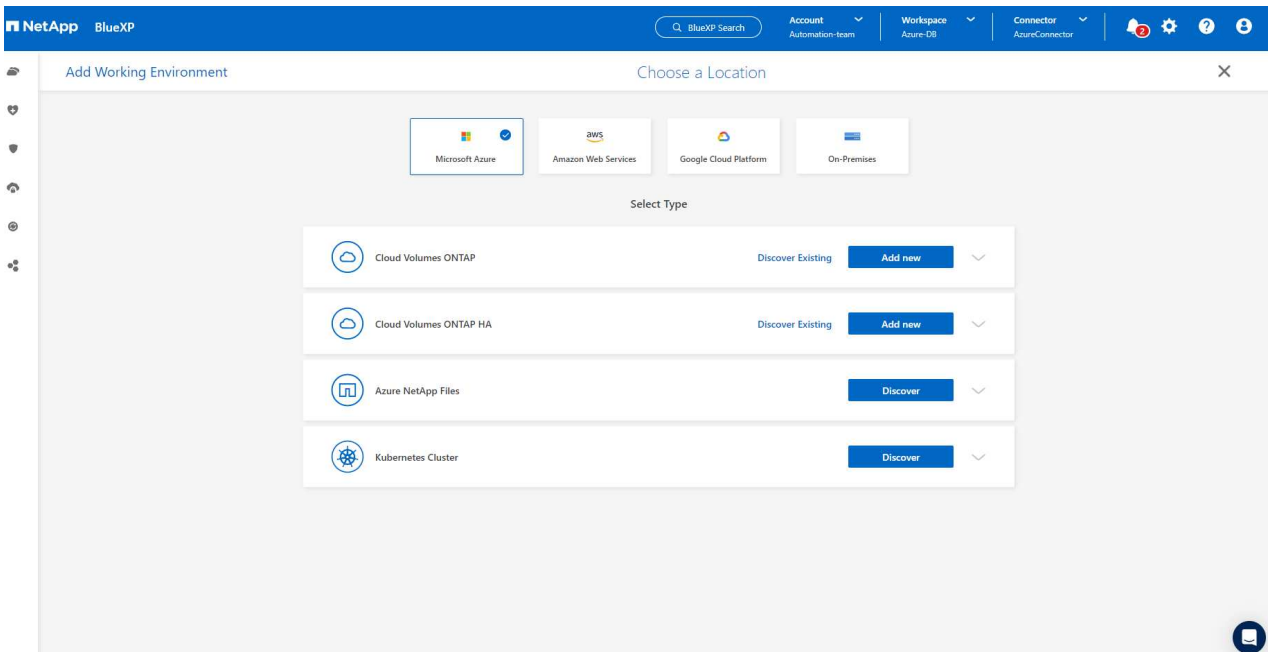 NetApp BlueXP
BlueXP Search
Account
Automation-team
Workspace
Azure-DB
Connector
AzureConnector
2
Add Working Environment
Choose a Location
Microsoft Azure
aws
Amazon Web Services
Google Cloud Platform
On-Premises
Select Type
Cloud Volumes ONTAP
Discover Existing
Add new
Cloud Volumes ONTAP HA
Discover Existing
Add new
Azure NetApp Files
Discover
Kubernetes Cluster
Discover